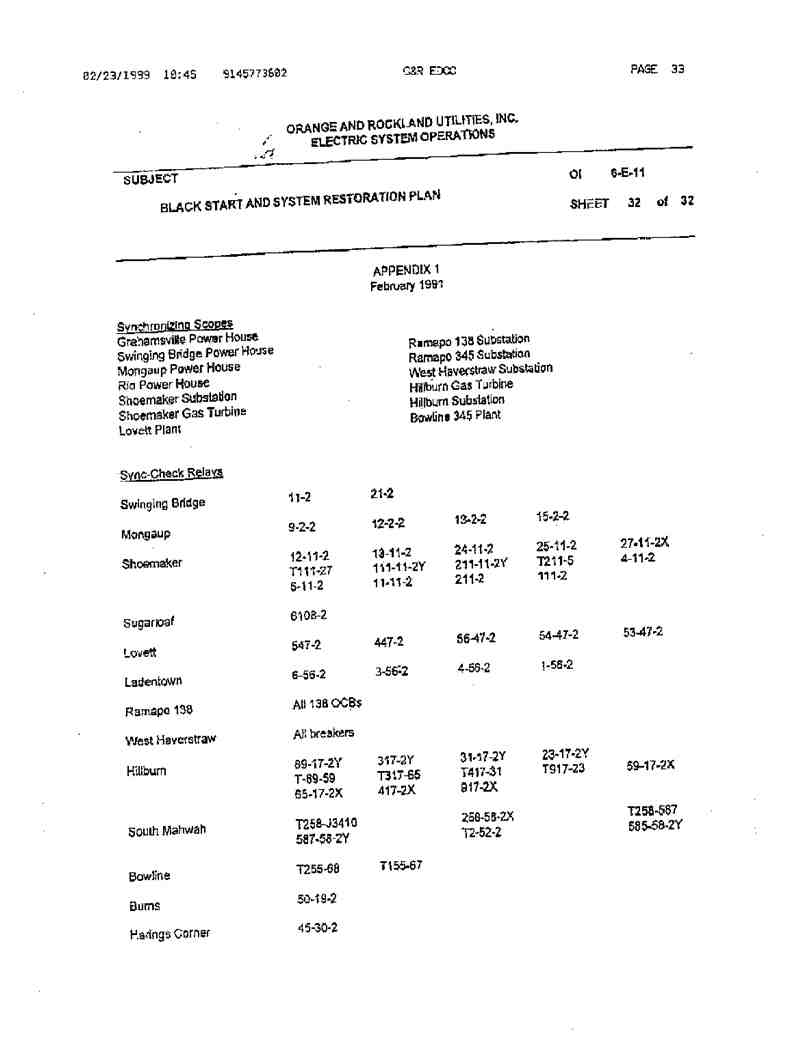 02/23/1999 10:45 9145773602 O&R EDCC PAGE 33
ORANGE AND ROCKLAND UTILITIES, INC.
ELECTRIC SYSTEM OPERATIONS
SUBJECT
OI 6-E-11
BLACK START AND SYSTEM RESTORATION PLAN
SHEET 32 of 32
APPENDIX 1
February 1991
Synchronizing Scopes
Grahamsville Power House
Swinging Bridge Power House
Mongaup Power House
Rio Power House
Shoemaker Substation
Shoemaker Gas Turbine
Lovett Plant
Ramapo 138 Substation
Ramapo 345 Substation
West Haverstraw Substation
Hillburn Gas Turbine
Hillburn Substation
Bowline 345 Plant
Sync-Check Relays
Swinging Bridge 11-2 21-2
Mongaup 9-2-2 12-2-2 13-2-2 15-2-2
Shoemaker 12-11-2 13-11-2 24-11-2 25-11-2 27-11-2X
T111-27 111-11-2Y 211-11-2Y T211-5 4-11-2
5-11-2 11-11-2 211-2 111-2
Sugarloaf 6108-2
Lovett 547-2 447-2 56-47-2 54-47-2 53-47-2
Ladentown 6-56-2 3-56-2 4-56-2 1-56-2
Ramapo 138 All 138 OCBs
West Haverstraw All breakers
Hillburn 89-17-2Y 317-2Y 31-17-2Y 23-17-2Y 59-17-2X
T-69-59 T317-65 T417-31 T917-23
65-17-2X 417-2X 917-2X
South Mahwah T258-J3410 258-58-2X T258-587
587-58-2Y T2-52-2 585-58-2Y
Bowline T255-68 T155-67
Burns 50-19-2
Harings Corner 45-30-2